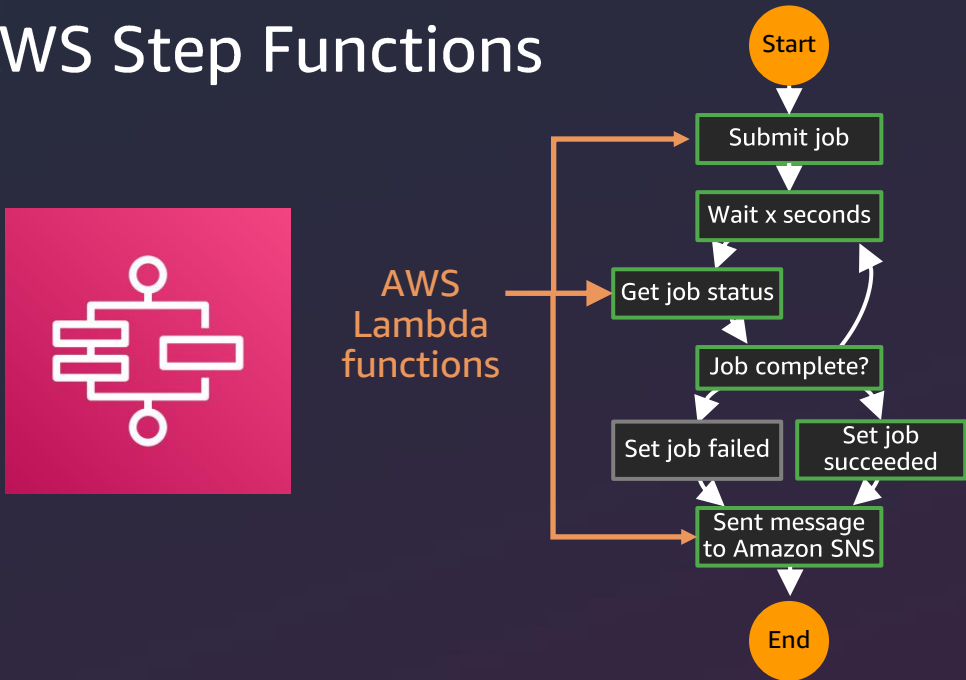 WS Step Functions
Start
Submit job
Wait x seconds
AWS
Lambda
functions
Get job status
Job complete?
Set job failed
Set job
succeeded
Sent message
to Amazon SNS
End